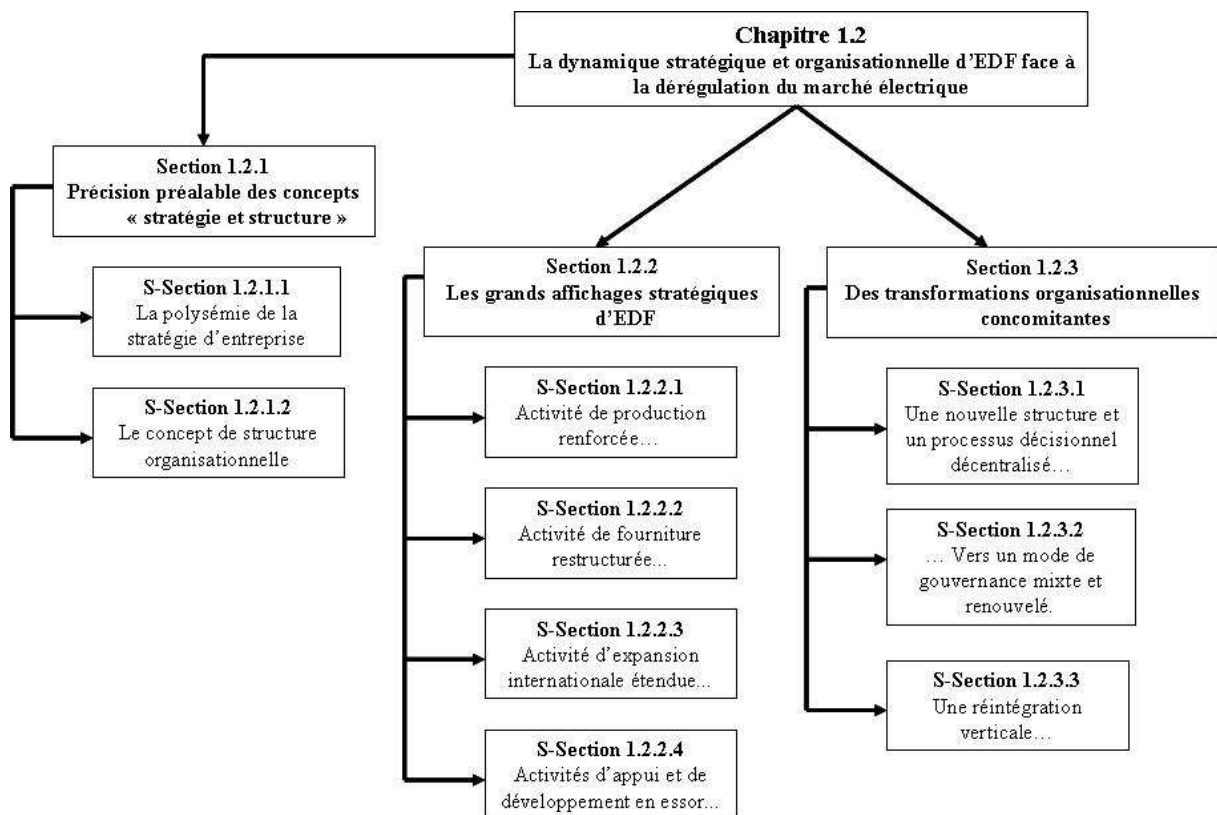 Chapitre 1.2
La dynamique stratégique et organisationnelle d’EDF face à
la dérégulation du marché électrique
Section 1.2.1
Précision préalable des concepts
« stratégie et structure »
S-Section 1.2.1.1
La polysémie de la
stratégie d’entreprise
S-Section 1.2.1.2
Le concept de structure
organisationnelle
Section 1.2.2
Les grands affichages stratégiques
d’EDF
S-Section 1.2.2.1
Activité de production
renforcée…
S-Section 1.2.2.2
Activité de fourniture
restructurée…
S-Section 1.2.2.3
Activité d’expansion
internationale étendue…
S-Section 1.2.2.4
Activités d’appui et de
développement en essor…
Section 1.2.3
Des transformations organisationnelles
concomitantes
S-Section 1.2.3.1
Une nouvelle structure et
un processus décisionnel
décentralisé…
S-Section 1.2.3.2
… Vers un mode de
gouvernance mixte et
renouvelé.
S-Section 1.2.3.3
Une réintégration
verticale…